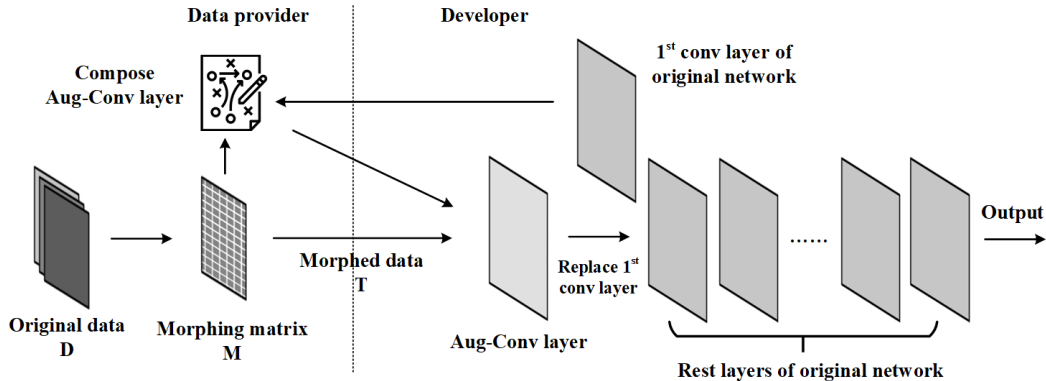 Data provider
Developer
Compose
Aug-Conv layer
1st conv layer of
original network
Output
......
Morphed data
T
Replace 1st
conv layer
Original data
D
Morphing matrix
M
Aug-Conv layer
Rest layers of original network